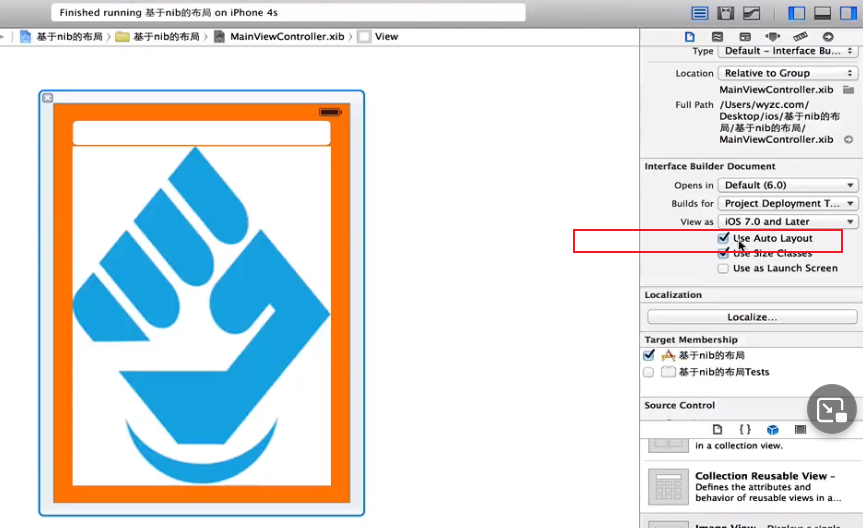 Finished running 基于nib的布局 on iPhone 4s
基于nib的布局
基于nib的布局
MainViewController.xib
View
Type
Default – Interface Bu...
Location
Relative to Group
MainViewController.xib
Full Path
/Users/wyzc.com/
Desktop/ios/基于nib的布
局/基于nib的布局/
MainViewController.xib
Interface Builder Document
Opens in
Default (6.0)
Builds for
Project Deployment T...
View as
iOS 7.0 and Later
Use Auto Layout
Use Size Classes
Use as Launch Screen
Localization
Localize...
Target Membership
基于nib的布局
基于nib的布局Tests
Source Control
in a collection view.
Collection Reusable View –
Defines the attributes and
behavior of reusable views in a...